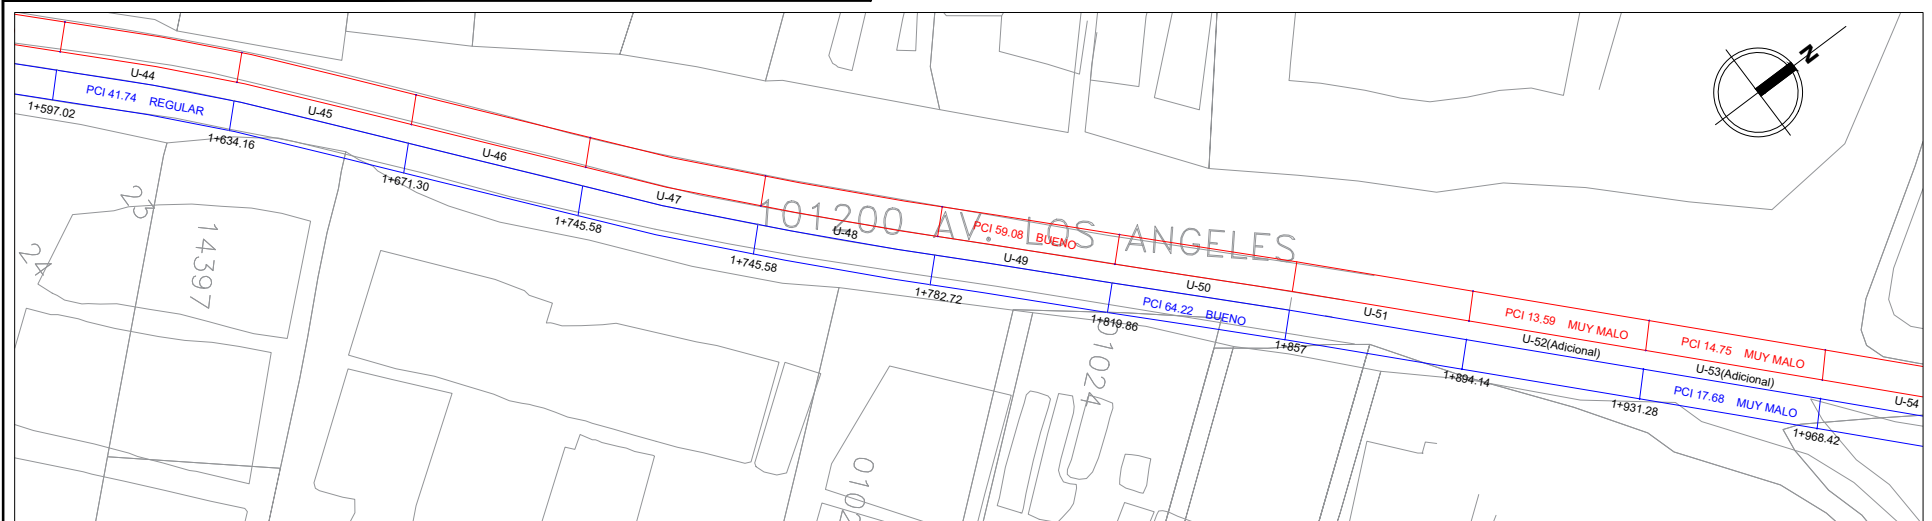 N
U-44
PCI 41.74 REGULAR
1+597.02
U-45
1+634.16
U-46
1+671.30
U-47
1+745.58
101200 AV. LOS ANGELES
U-48
1+745.58
PCI 59.08 BUENO
U-49
1+782.72
U-50
PCI 64.22 BUENO
1+819.86
U-51
1+857
PCI 13.59 MUY MALO
U-52(Adicional)
1+894.14
PCI 14.75 MUY MALO
U-53(Adicional)
PCI 17.68 MUY MALO
1+931.28
U-54
1+968.42
23
24
14397
01024
0102